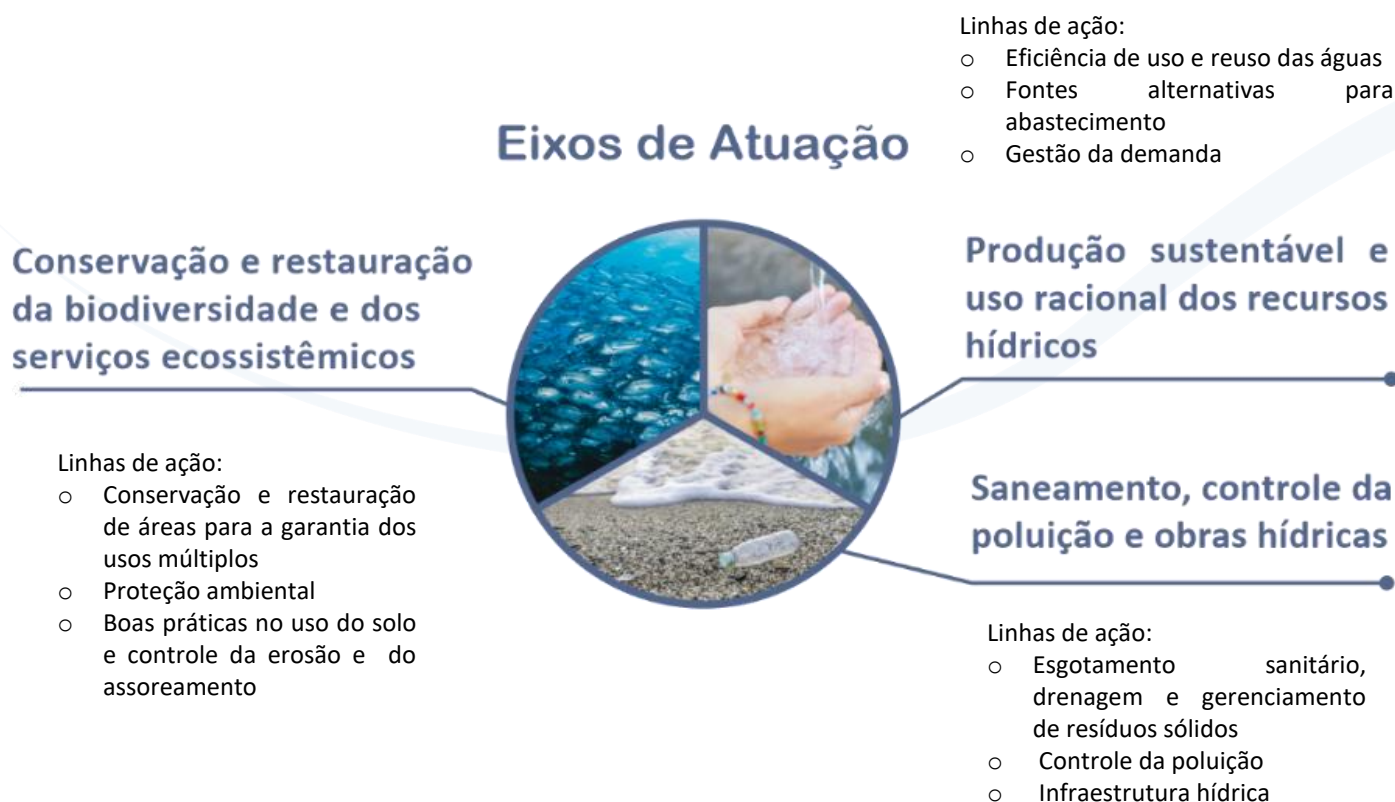 Eixos de Atuação
Conservação e restauração
da biodiversidade e dos
serviços ecossistêmicos
Linhas de ação:
o Conservação e restauração
de áreas para a garantia dos
usos múltiplos
o Proteção ambiental
o Boas práticas no uso do solo
e controle da erosão e do
assoreamento
Linhas de ação:
o Eficiência de uso e reuso das águas
o Fontes alternativas para
abastecimento
o Gestão da demanda
Produção sustentável e
uso racional dos recursos
hídricos
Saneamento, controle da
poluição e obras hídricas
Linhas de ação:
o Esgotamento sanitário,
drenagem e gerenciamento
de resíduos sólidos
o Controle da poluição
o Infraestrutura hídrica